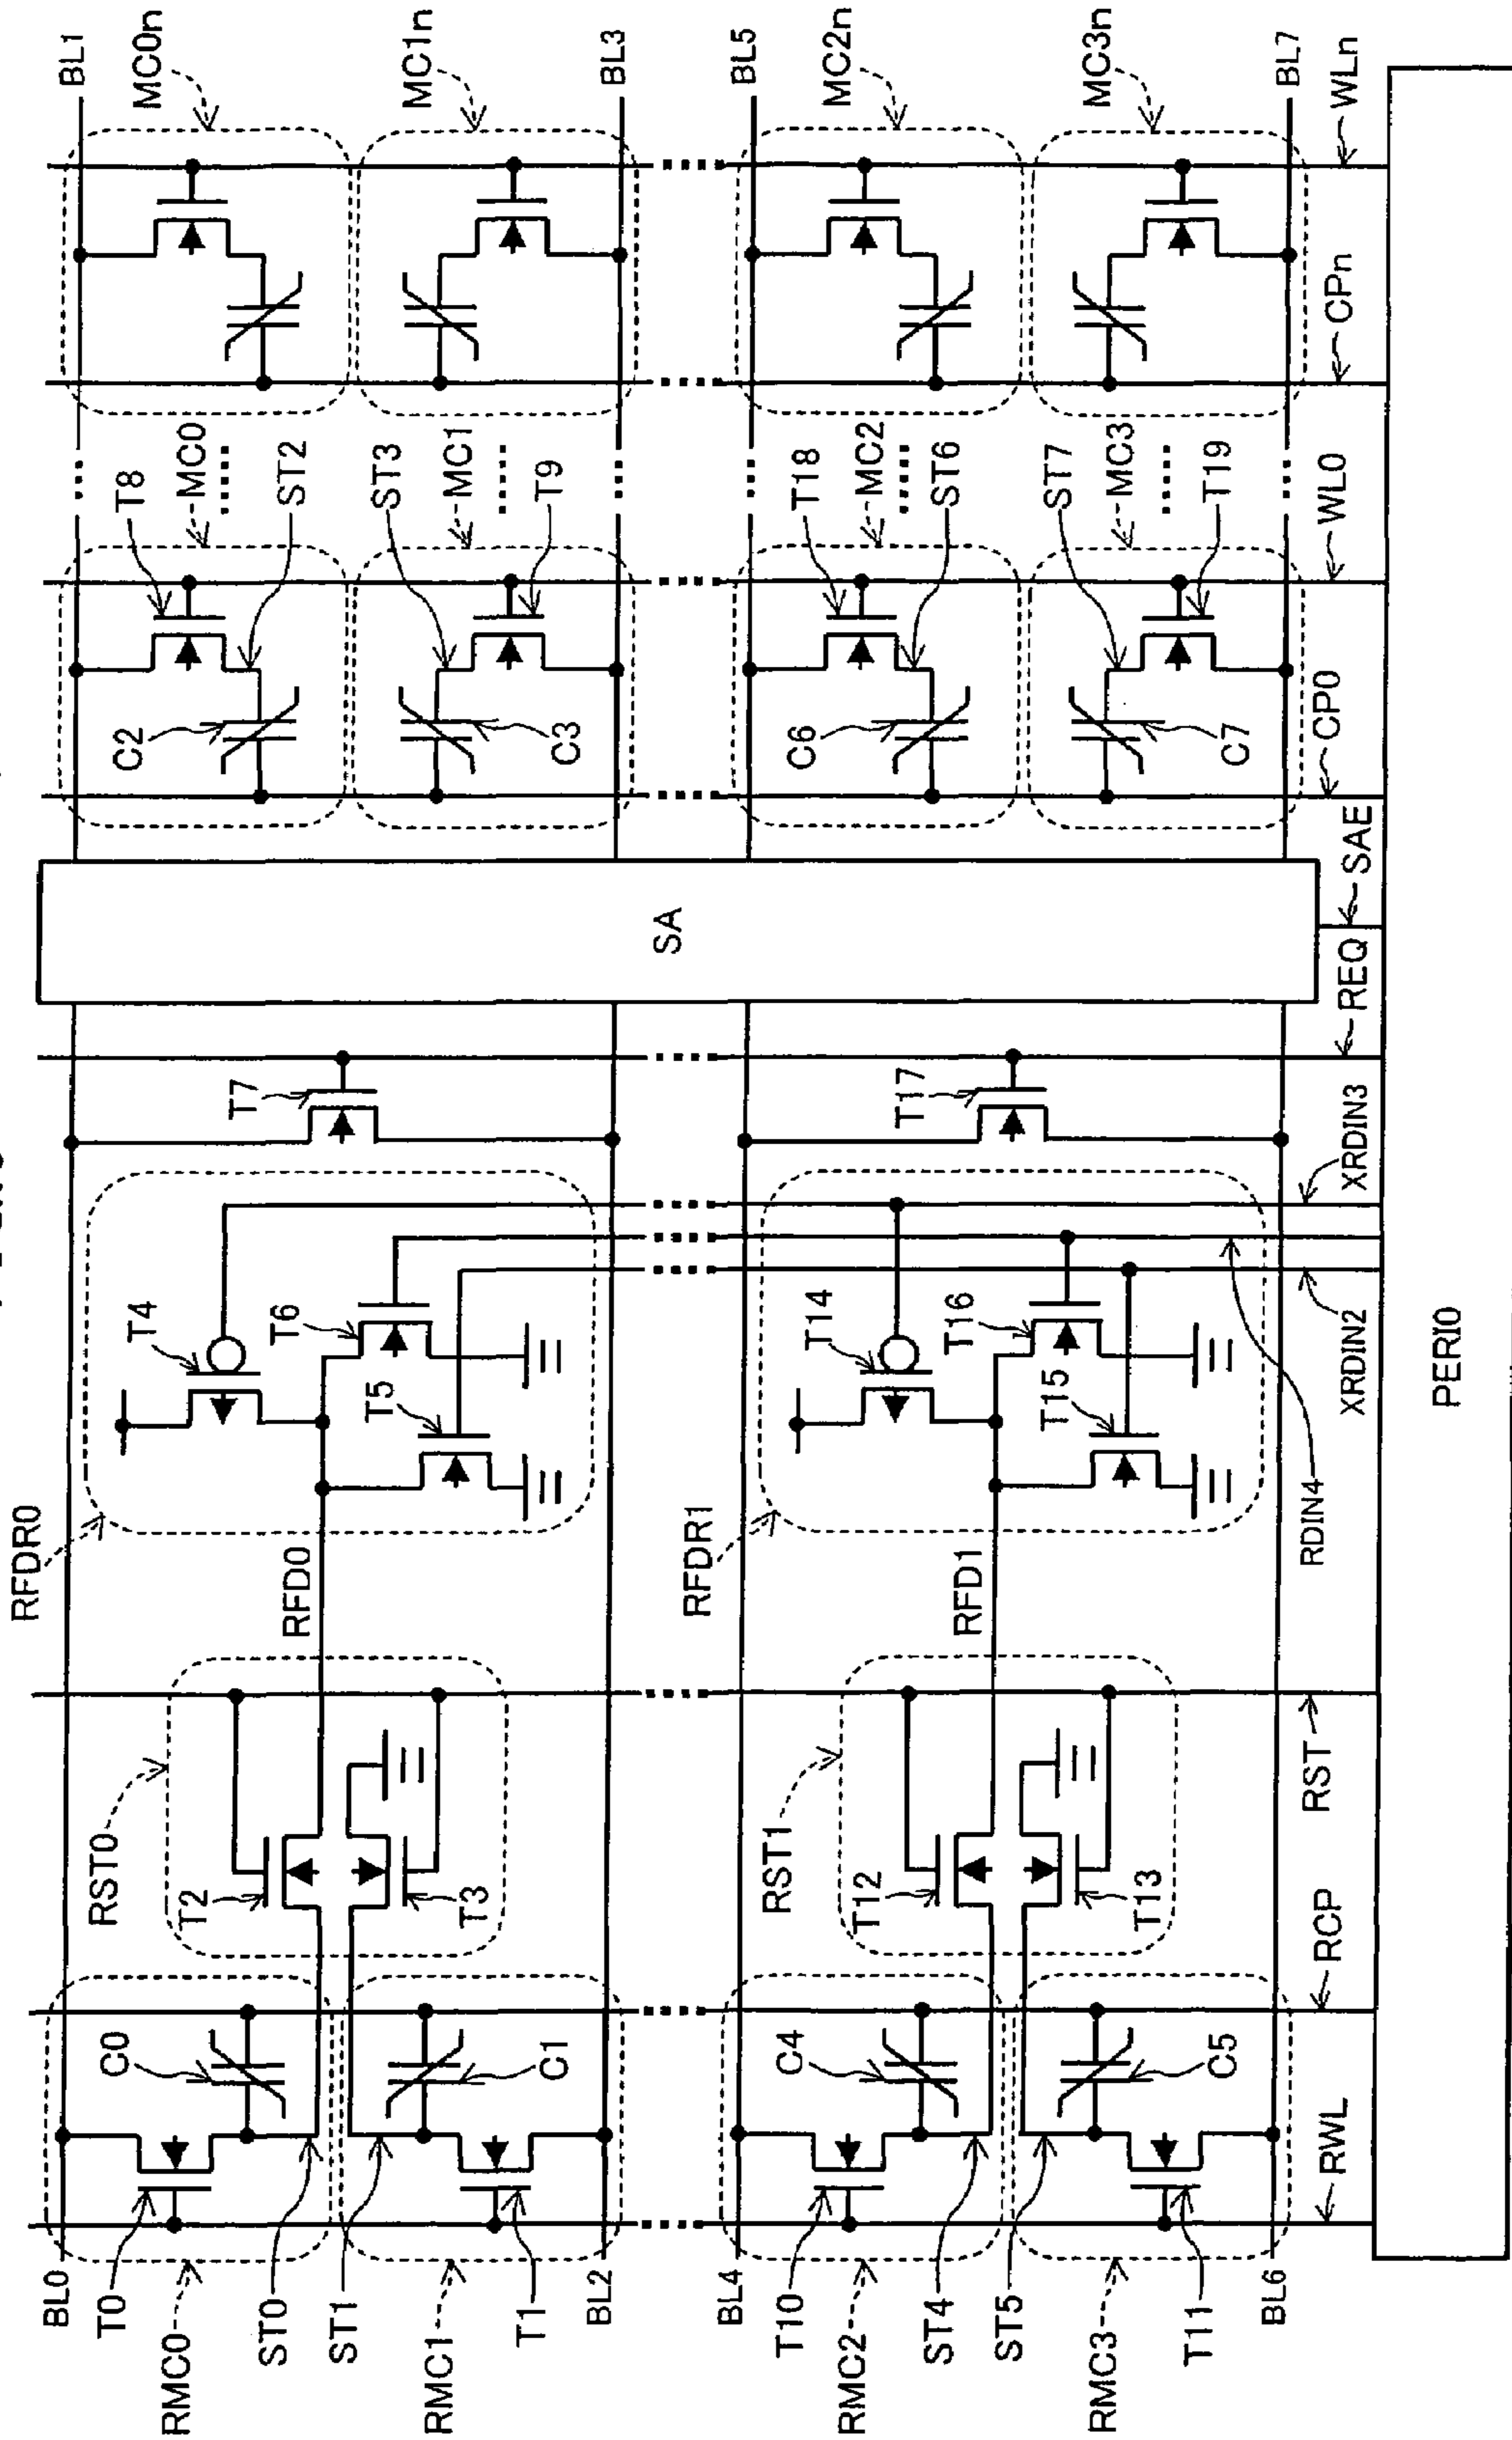 BL1
MC0n
MC1n
BL3
BL5
MC2n
MC3n
BL7
WLn
CPn
T8
MC0
ST2
ST3
MC1
T9
T18
MC2
ST6
ST7
MC3
T19
WL0
C2
C3
C6
C7
CP0
SAE
SA
REQ
T7
T17
XRDIN3
T4
T6
T5
T14
T16
T15
XRDIN2
RDIN4
PERI0
RFDR0
RFD0
RFDR1
RFD1
RST0
T2
T3
RST1
T12
T13
RST
RCP
C0
C1
C4
C5
RWL
BL0
T0
RMC0
ST0
ST1
RMC1
T1
BL2
BL4
T10
RMC2
ST4
ST5
RMC3
T11
BL6